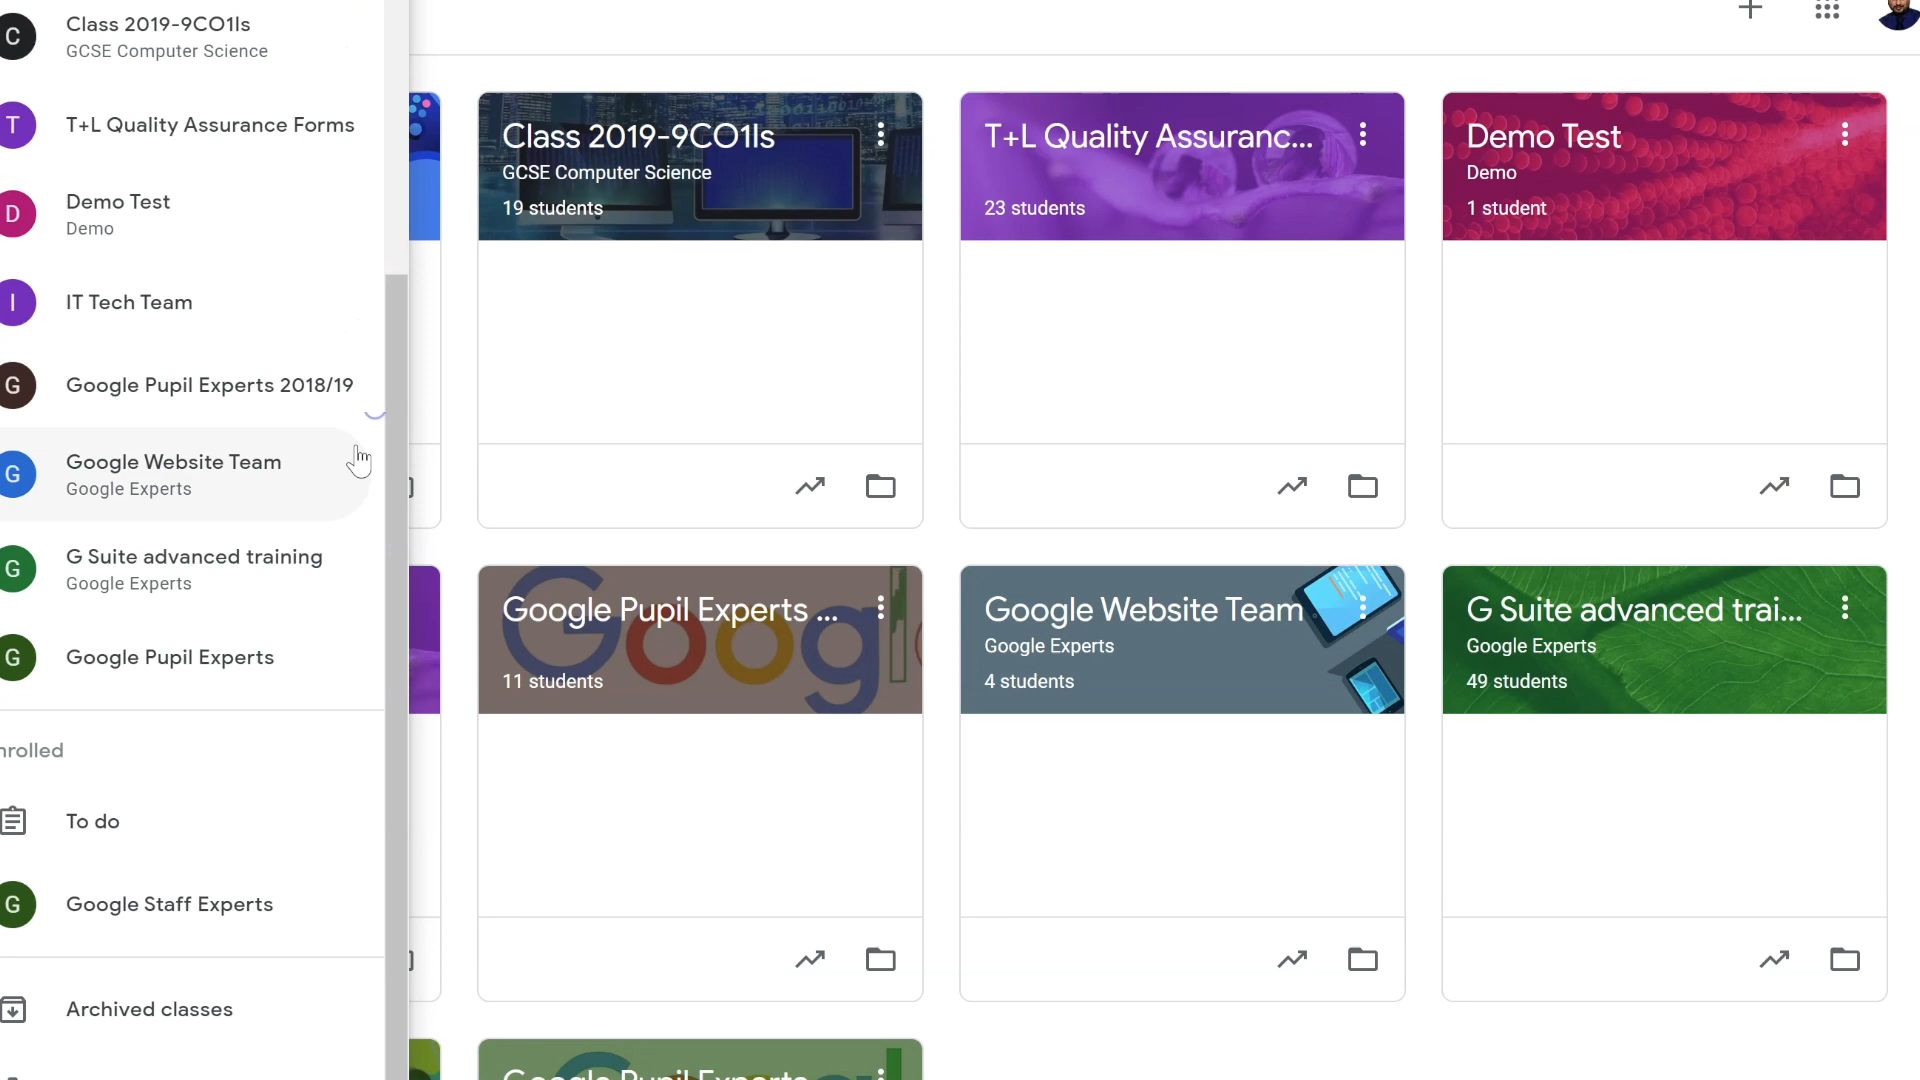 C
Class 2019-9CO1ls
GCSE Computer Science
T
T+L Quality Assurance Forms
D
Demo Test
Demo
I
IT Tech Team
G
Google Pupil Experts 2018/19
G
Google Website Team
Google Experts
G
G Suite advanced training
Google Experts
G
Google Pupil Experts
nrolled
To do
G
Google Staff Experts
Archived classes
Class 2019-9CO1ls
GCSE Computer Science
19 students
T+L Quality Assuranc...
23 students
Demo Test
Demo
1 student
Google Pupil Experts ...
11 students
Google Website Team
Google Experts
4 students
G Suite advanced trai...
Google Experts
49 students
Google Pupil Experts